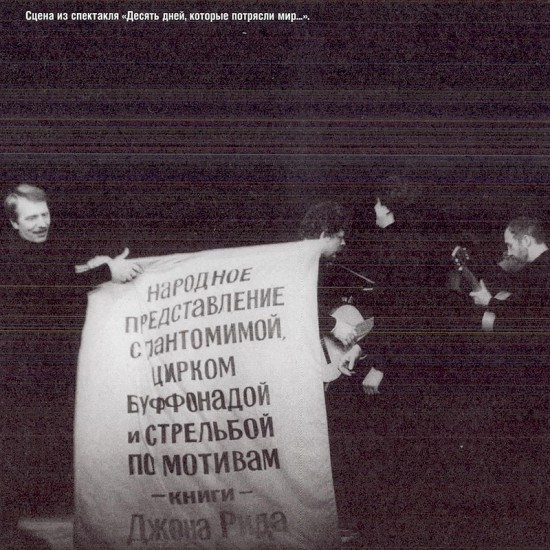 Сцена из спектакля «Десять дней, которые потрясли мир...».
НАРОДНОЕ
ПРЕДСТАВЛЕНИЕ
С ПАНТОМИМОЙ,
ЦИРКОМ
БУФФОНАДОЙ
И СТРЕЛЬБОЙ
ПО МОТИВАМ
— КНИГИ —
Джона Рида